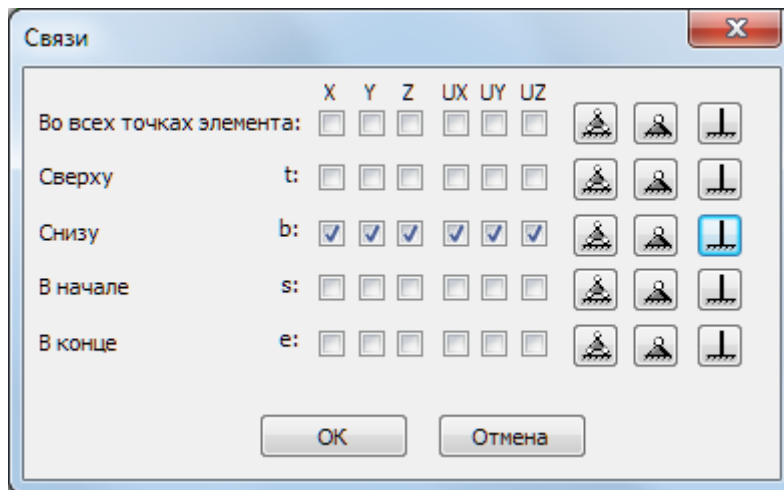 Связи
X Y Z UX UY UZ
Во всех точках элемента:
Сверху t:
Снизу b:
В начале s:
В конце e:
OK Отмена